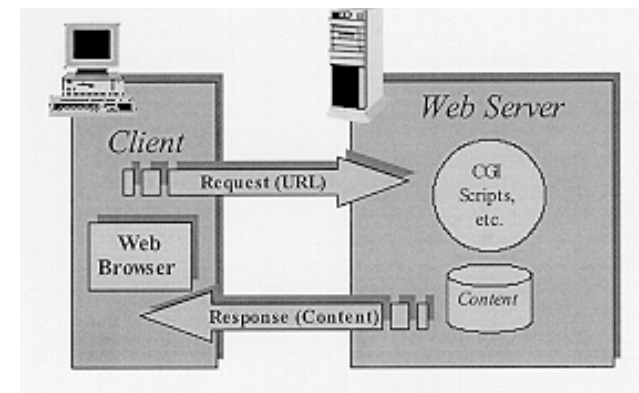 Client
Web Server
Request (URL)
CGI
Scripts,
etc.
Web
Browser
Content
Response (Content)